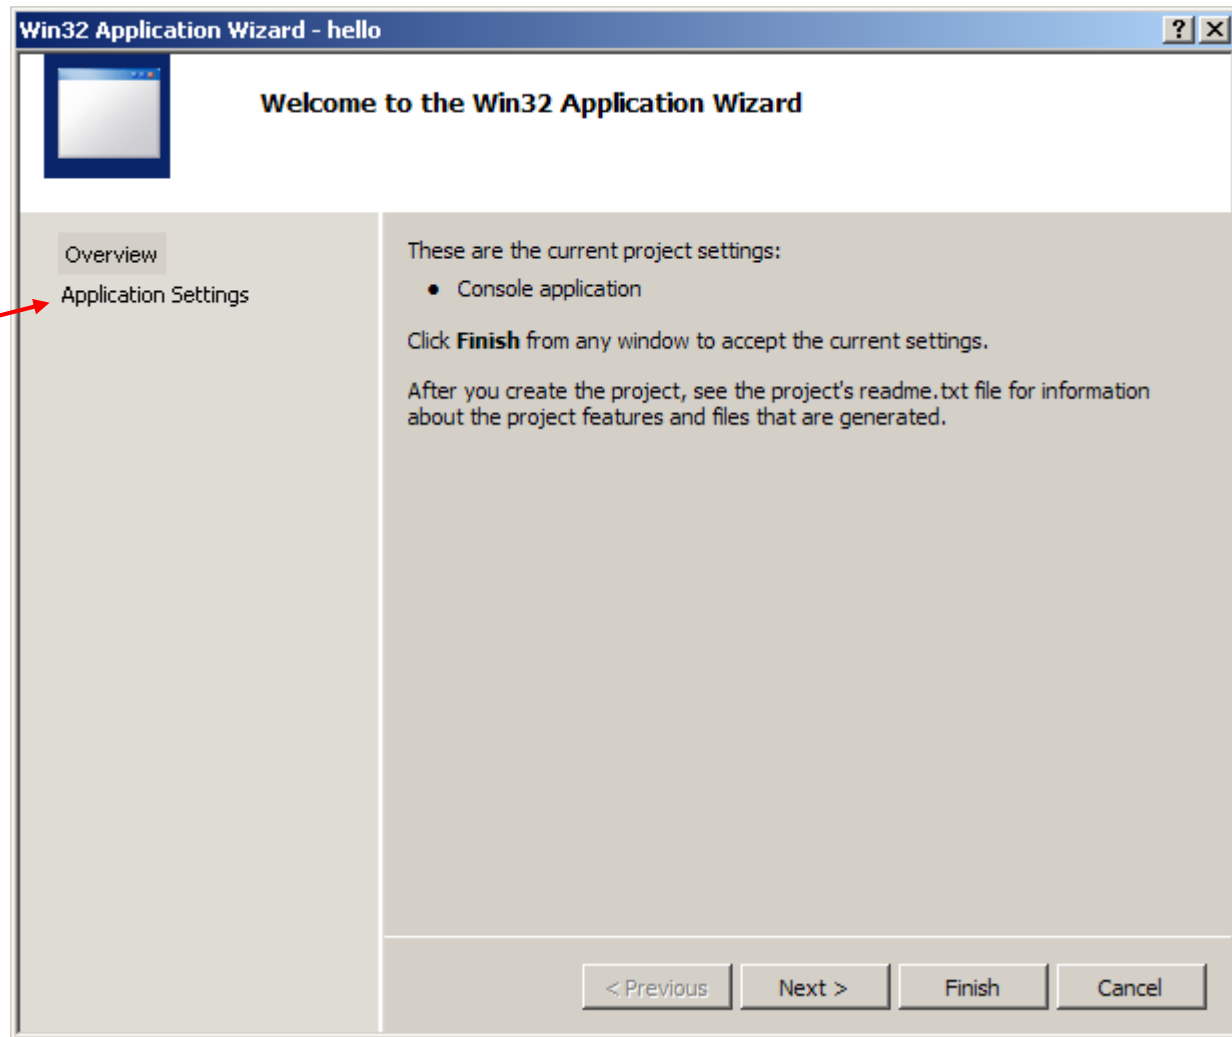 Win32 Application Wizard - hello
Welcome to the Win32 Application Wizard
Overview
Application Settings
These are the current project settings:
• Console application
Click Finish from any window to accept the current settings.
After you create the project, see the project's readme.txt file for information
about the project features and files that are generated.
< Previous
Next >
Finish
Cancel